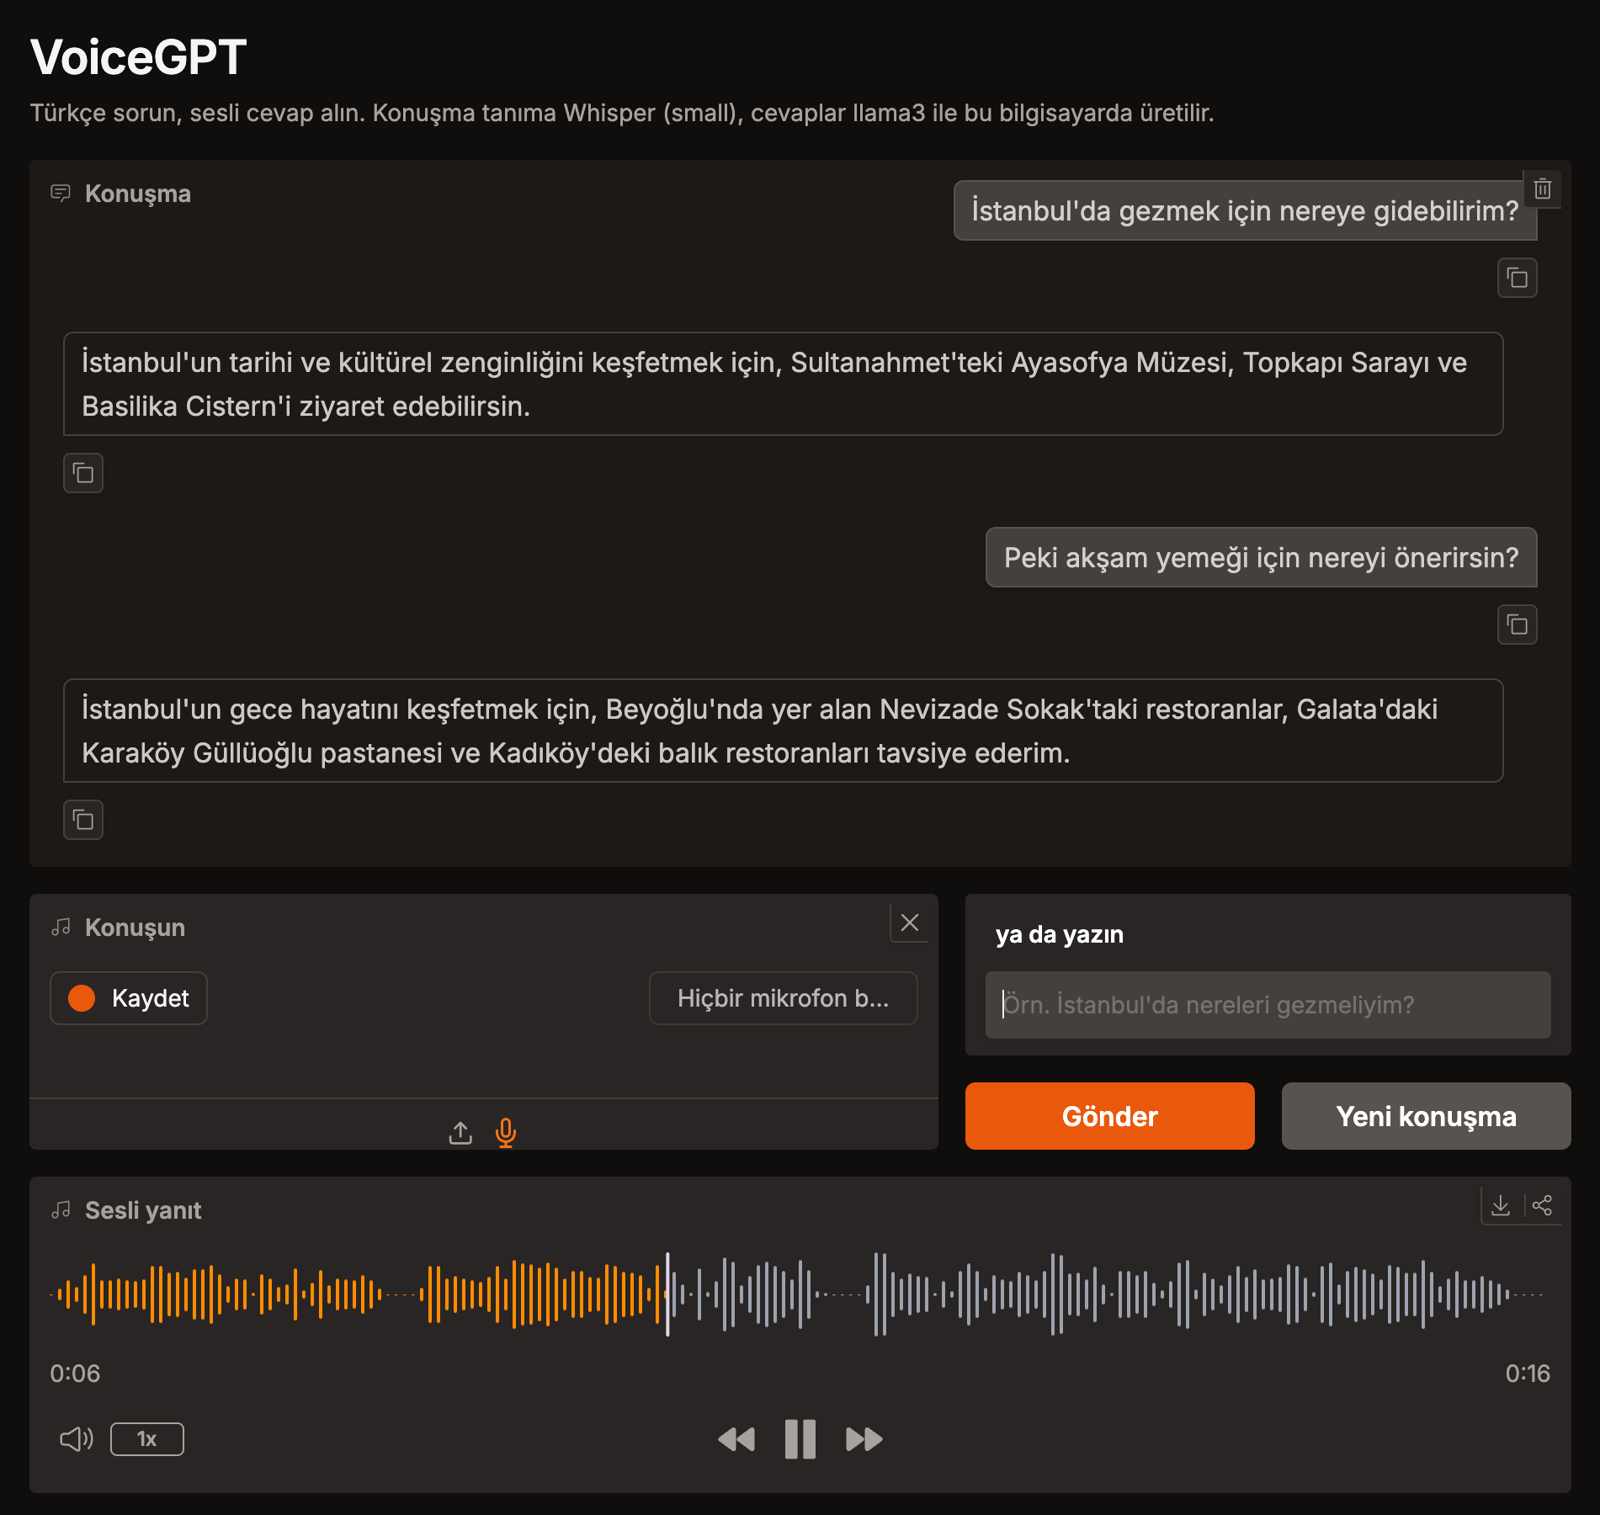 VoiceGPT
Türkçe sorun, sesli cevap alın. Konuşma tanıma Whisper (small), cevaplar llama3 ile bu bilgisayarda üretilir.
Konuşma
İstanbul'da gezmek için nereye gidebilirim?
İstanbul'un tarihi ve kültürel zenginliğini keşfetmek için, Sultanahmet'teki Ayasofya Müzesi, Topkapı Sarayı ve
Basilika Cistern'i ziyaret edebilirsin.
Peki akşam yemeği için nereyi önerirsin?
İstanbul'un gece hayatını keşfetmek için, Beyoğlu'nda yer alan Nevizade Sokak'taki restoranlar, Galata'daki
Karaköy Güllüoğlu pastanesi ve Kadıköy'deki balık restoranları tavsiye ederim.
Konuşun
Kaydet
Hiçbir mikrofon b...
ya da yazın
Örn. İstanbul'da nereleri gezmeliyim?
Gönder
Yeni konuşma
Sesli yanıt
0:06
0:16
1x